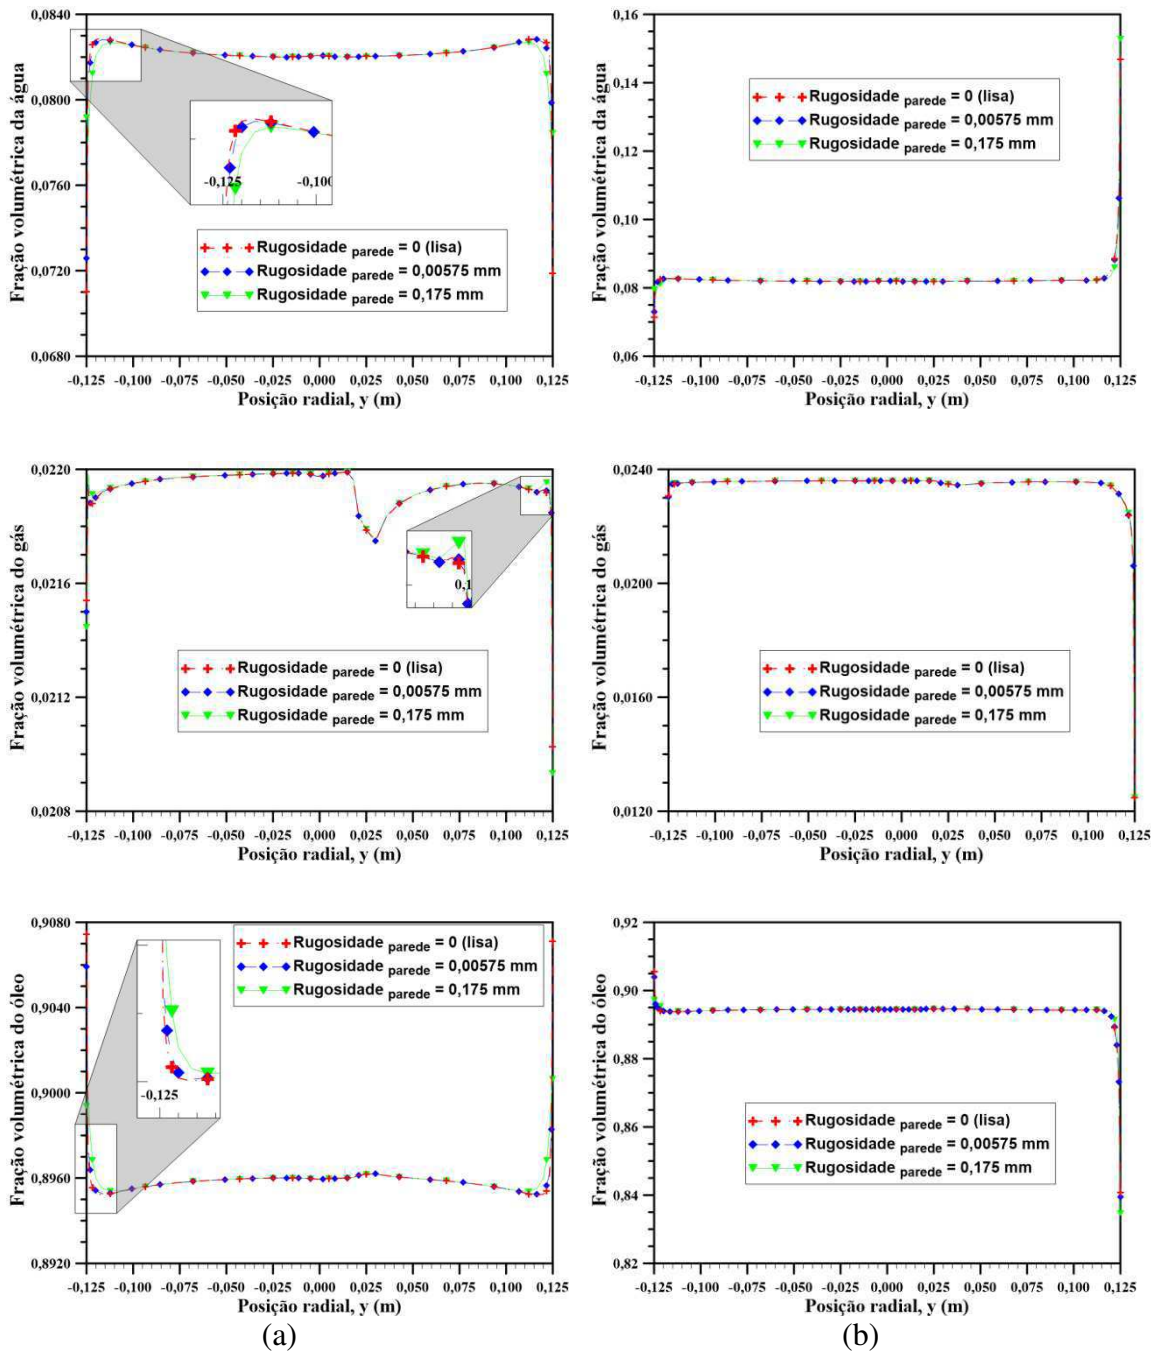 Fração volumétrica da água
0,0840
0,0800
0,0760
0,0720
0,0680
-0,125 -0,100
Rugosidade parede = 0 (lisa)
Rugosidade parede = 0,00575 mm
Rugosidade parede = 0,175 mm
-0,125 -0,100 -0,075 -0,050 -0,025 0,000 0,025 0,050 0,075 0,100 0,125
Posição radial, y (m)
Fração volumétrica da água
0,16
0,14
0,12
0,10
0,08
0,06
Rugosidade parede = 0 (lisa)
Rugosidade parede = 0,00575 mm
Rugosidade parede = 0,175 mm
-0,125 -0,100 -0,075 -0,050 -0,025 0,000 0,025 0,050 0,075 0,100 0,125
Posição radial, y (m)
Fração volumétrica do gás
0,0220
0,0216
0,0212
0,0208
0,1
Rugosidade parede = 0 (lisa)
Rugosidade parede = 0,00575 mm
Rugosidade parede = 0,175 mm
-0,125 -0,100 -0,075 -0,050 -0,025 0,000 0,025 0,050 0,075 0,100 0,125
Posição radial, y (m)
Fração volumétrica do gás
0,0240
0,0200
0,0160
0,0120
Rugosidade parede = 0 (lisa)
Rugosidade parede = 0,00575 mm
Rugosidade parede = 0,175 mm
-0,125 -0,100 -0,075 -0,050 -0,025 0,000 0,025 0,050 0,075 0,100 0,125
Posição radial, y (m)
Fração volumétrica do óleo
0,9080
0,9040
0,9000
0,8960
0,8920
-0,125
Rugosidade parede = 0 (lisa)
Rugosidade parede = 0,00575 mm
Rugosidade parede = 0,175 mm
-0,125 -0,100 -0,075 -0,050 -0,025 0,000 0,025 0,050 0,075 0,100 0,125
Posição radial, y (m)
(a)
Fração volumétrica do óleo
0,92
0,90
0,88
0,86
0,84
0,82
Rugosidade parede = 0 (lisa)
Rugosidade parede = 0,00575 mm
Rugosidade parede = 0,175 mm
-0,125 -0,100 -0,075 -0,050 -0,025 0,000 0,025 0,050 0,075 0,100 0,125
Posição radial, y (m)
(b)